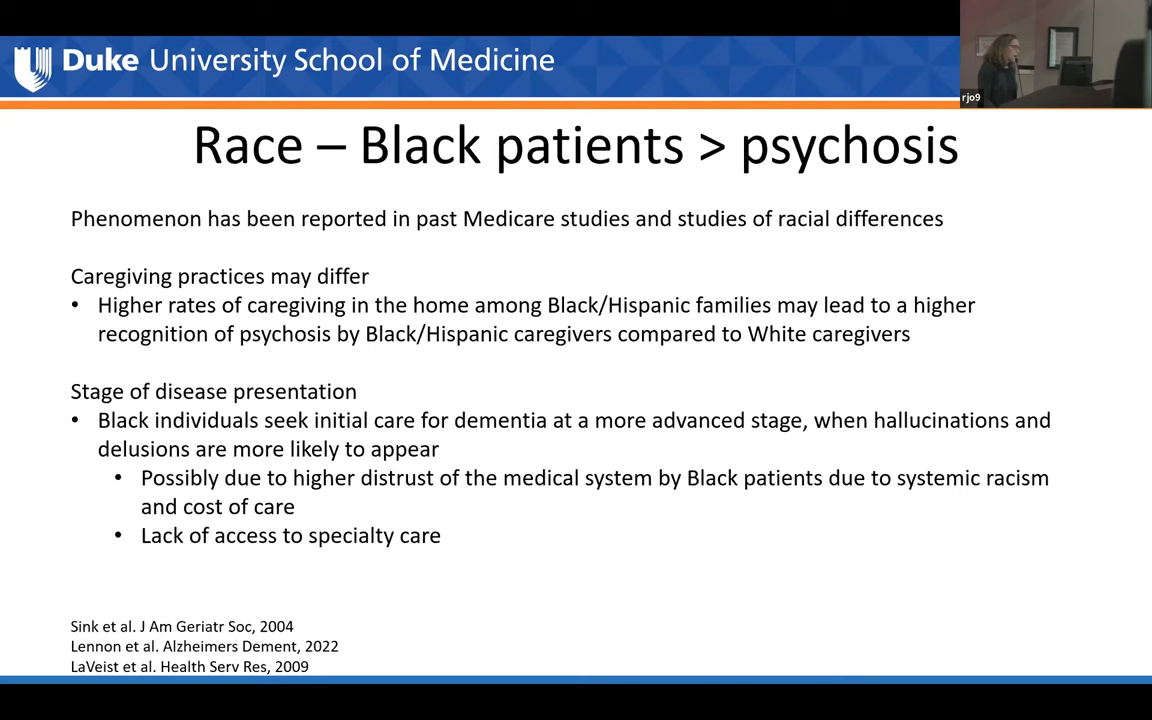 Duke University School of Medicine
rjo9
Race – Black patients > psychosis
Phenomenon has been reported in past Medicare studies and studies of racial differences
Caregiving practices may differ
• Higher rates of caregiving in the home among Black/Hispanic families may lead to a higher
recognition of psychosis by Black/Hispanic caregivers compared to White caregivers
Stage of disease presentation
• Black individuals seek initial care for dementia at a more advanced stage, when hallucinations and
delusions are more likely to appear
• Possibly due to higher distrust of the medical system by Black patients due to systemic racism
and cost of care
• Lack of access to specialty care
Sink et al. J Am Geriatr Soc, 2004
Lennon et al. Alzheimers Dement, 2022
LaVeist et al. Health Serv Res, 2009